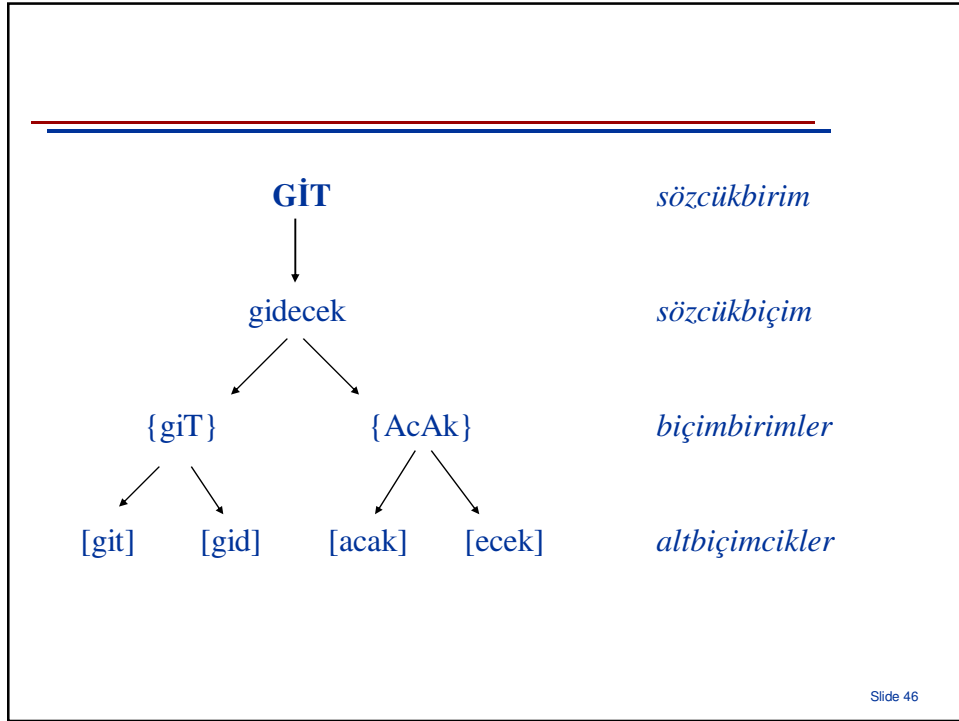 GİT sözcükbirim
gidecek sözcükbiçim
{giT} {AcAk} biçimbirimler
[git] [gid] [acak] [ecek] altbiçimcikler
Slide 46